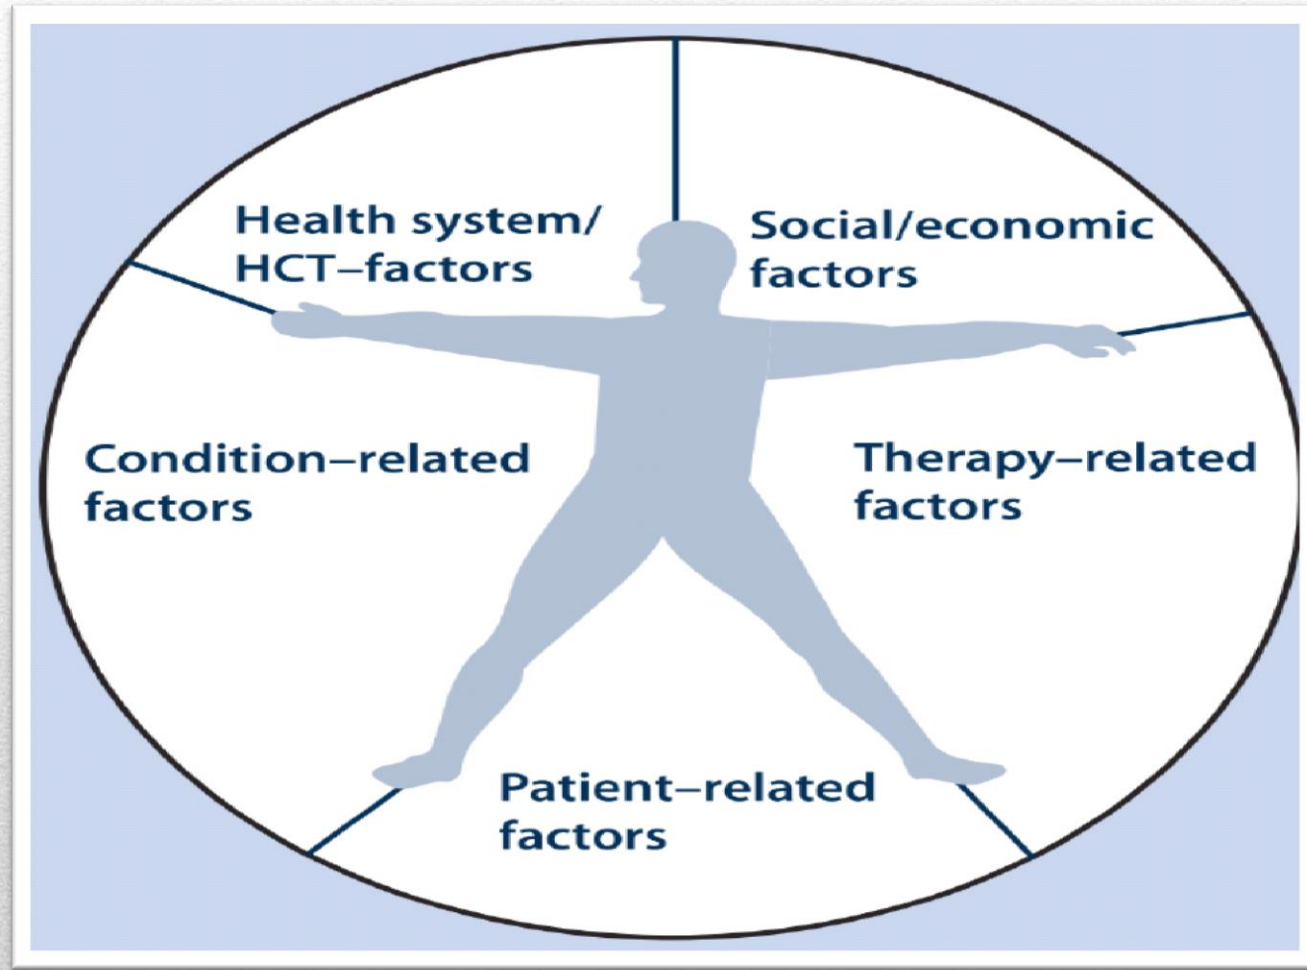 Health system/
HCT–factors
Social/economic
factors
Condition–related
factors
Therapy–related
factors
Patient–related
factors